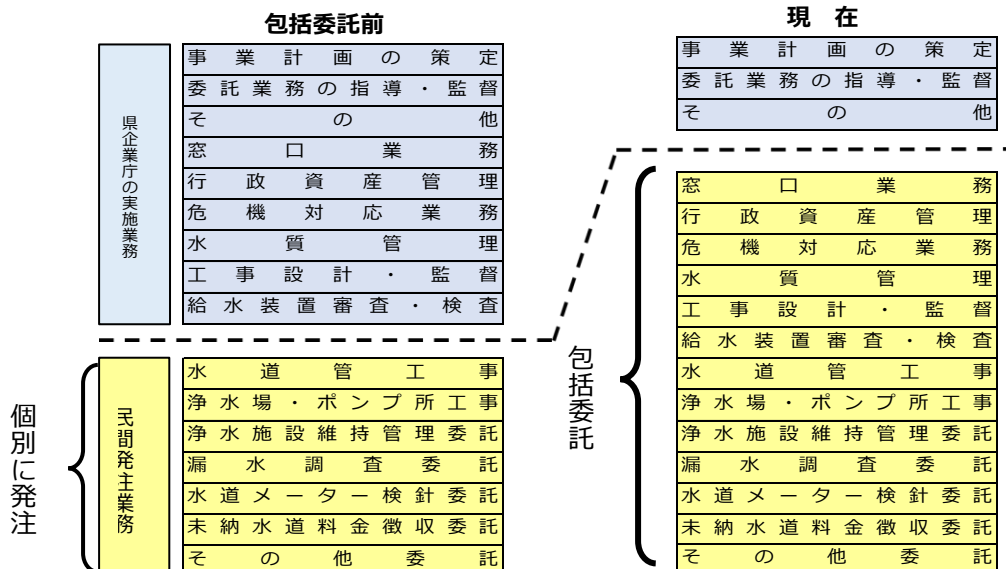 包括委託前
県企業庁の実施業務
事業計画の策定
委託業務の指導・監督
その他
窓口業務
行政資産管理
危機対応業務
水質管理
工事設計・監督
給水装置審査・検査
個別に発注
民間発主業務
水道管工事
浄水場・ポンプ所工事
浄水施設維持管理委託
漏水調査委託
水道メーター検針委託
未納水道料金徴収委託
その他委託
現 在
事業計画の策定
委託業務の指導・監督
その他
包括委託
窓口業務
行政資産管理
危機対応業務
水質管理
工事設計・監督
給水装置審査・検査
水道管工事
浄水場・ポンプ所工事
浄水施設維持管理委託
漏水調査委託
水道メーター検針委託
未納水道料金徴収委託
その他委託